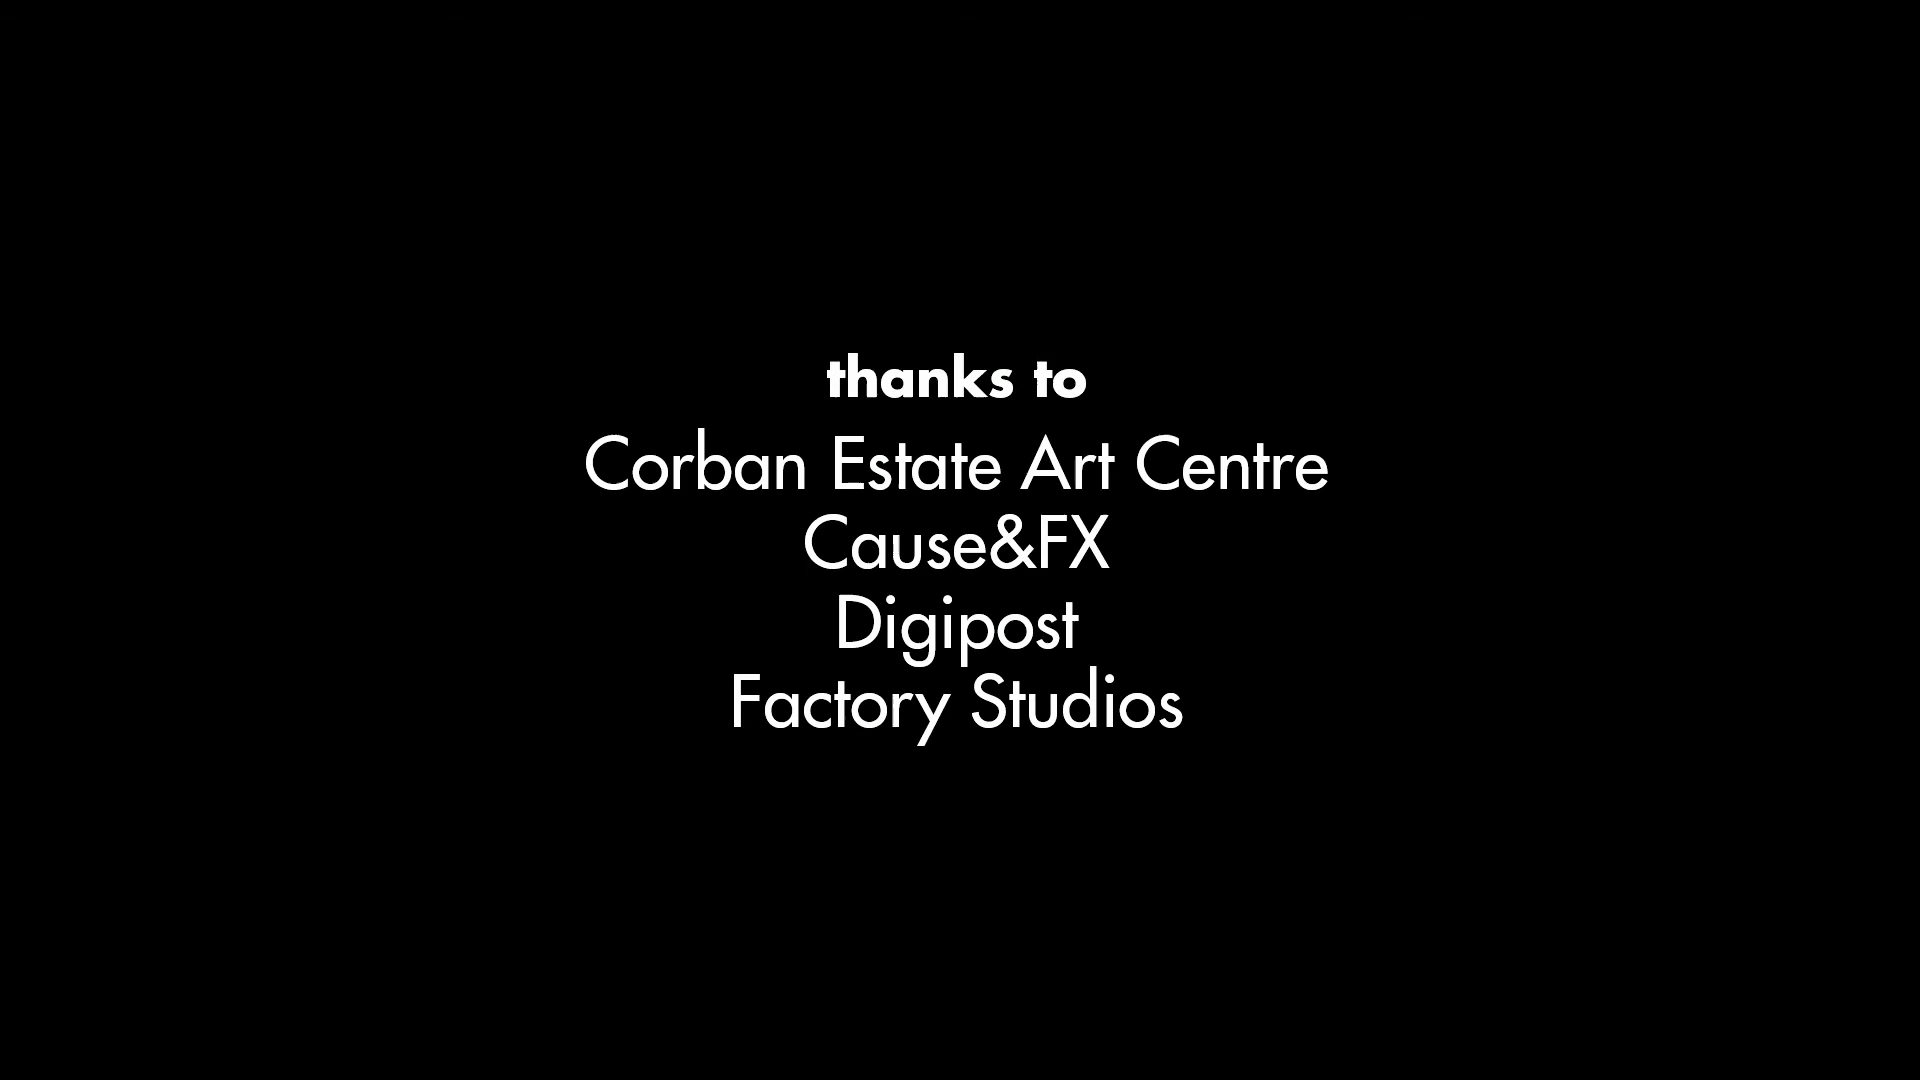 thanks to
Corban Estate Art Centre
Cause&FX
Digipost
Factory Studios